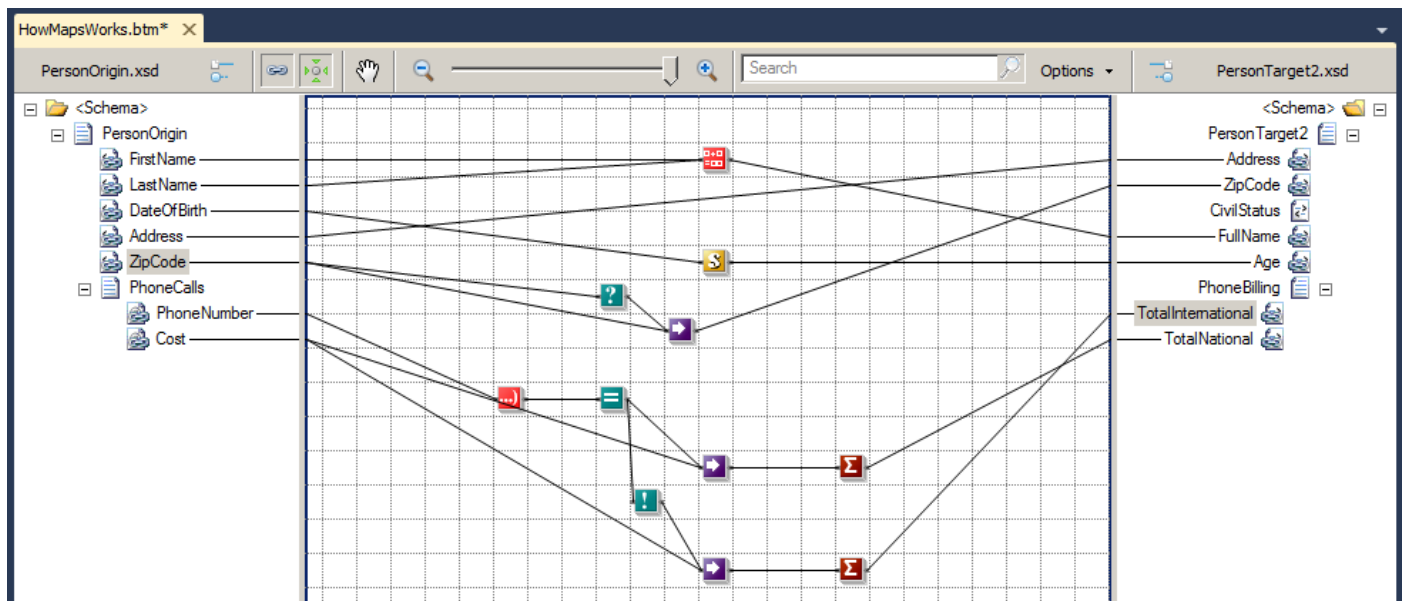 HowMapsWorks.btm*
PersonOrigin.xsd Search Options PersonTarget2.xsd
<Schema> <Schema>
PersonOrigin PersonTarget2
FirstName Address
LastName ZipCode
DateOfBirth CivilStatus
Address FullName
ZipCode Age
PhoneCalls PhoneBilling
PhoneNumber TotalInternational
Cost TotalNational